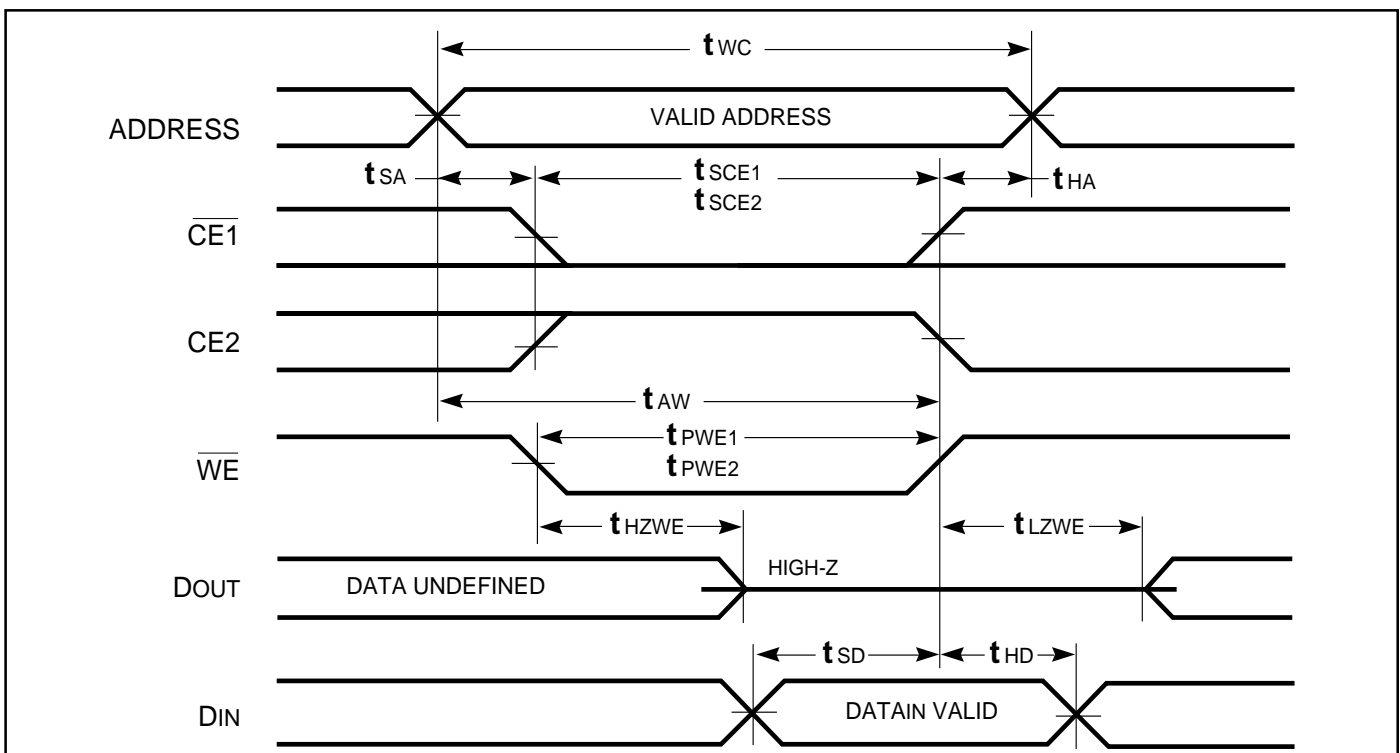 tWC
ADDRESS
VALID ADDRESS
tSA
tSCE1
tSCE2
tHA
CE1
CE2
tAW
tPWE1
tPWE2
WE
tHZWE
tLZWE
DOUT
DATA UNDEFINED
HIGH-Z
tSD
tHD
DIN
DATAIN VALID